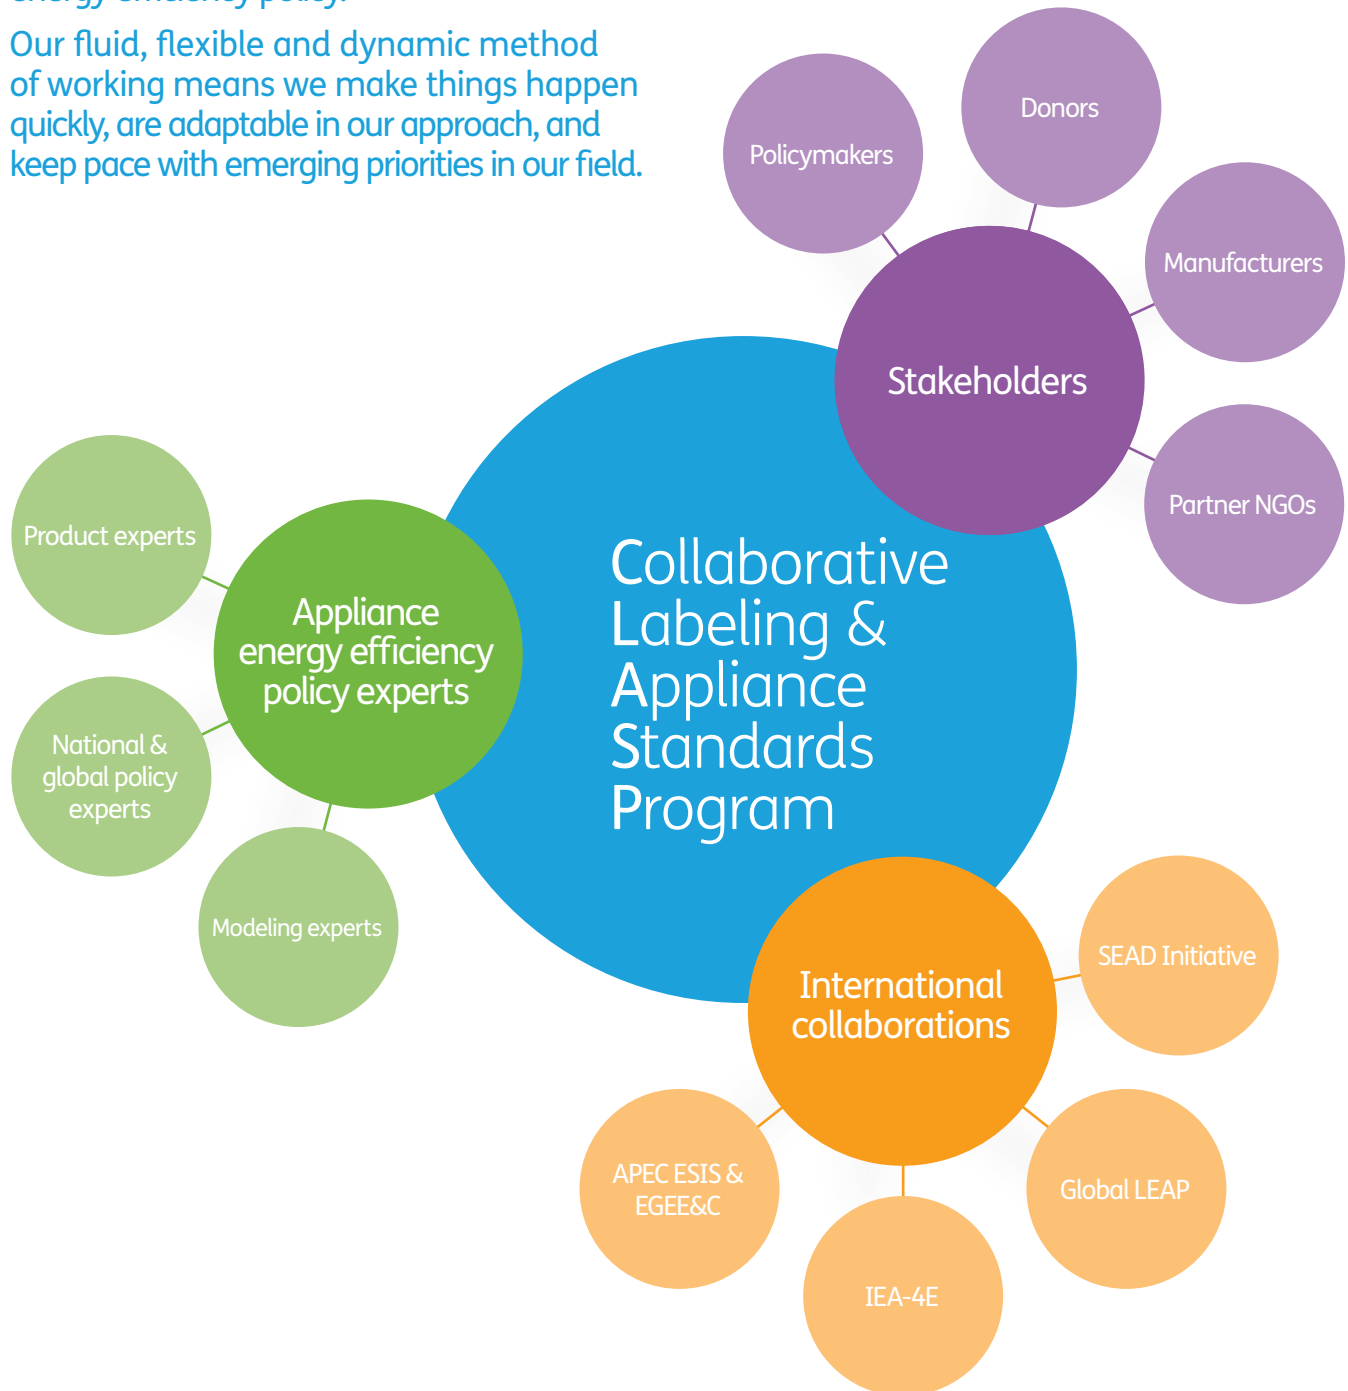 energy efficiency policy.
Our fluid, flexible and dynamic method
of working means we make things happen
quickly, are adaptable in our approach, and
keep pace with emerging priorities in our field.
Policymakers
Donors
Manufacturers
Stakeholders
Partner NGOs
Product experts
Appliance
energy efficiency
policy experts
National &
global policy
experts
Modeling experts
Collaborative
Labeling &
Appliance
Standards
Program
International
collaborations
SEAD Initiative
Global LEAP
IEA-4E
APEC ESIS &
EGEE&C